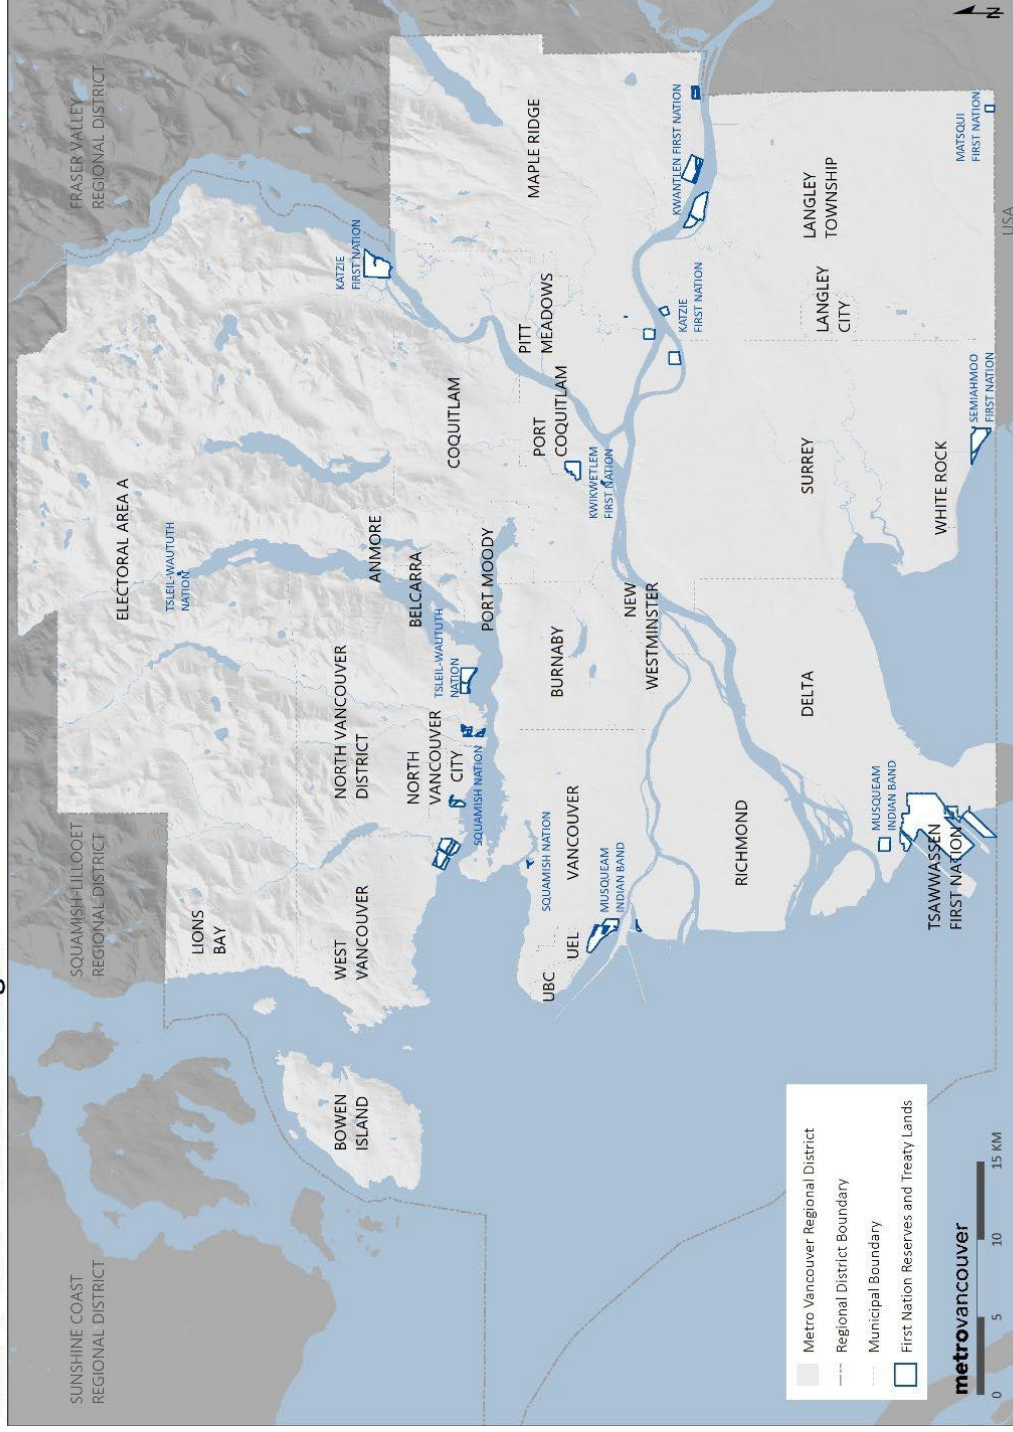 SUNSHINE COAST
REGIONAL DISTRICT
SQUAMISH-LILLOOET
REGIONAL DISTRICT
FRASER VALLEY
REGIONAL DISTRICT
ELECTORAL AREA A
TSLEIL-WAUTUTH
NATION
LIONS
BAY
BOWEN
ISLAND
WEST
VANCOUVER
NORTH VANCOUVER
DISTRICT
ANMORE
KATZIE
FIRST NATION
NORTH
VANCOUVER
CITY
BELCARRA
TSLEIL-WAUTUTH
NATION
COQUITLAM
SQUAMISH NATION
PORT MOODY
MAPLE RIDGE
PITT
MEADOWS
PORT
COQUITLAM
SQUAMISH NATION
UBC
UEL
VANCOUVER
BURNABY
MUSQUEAM
INDIAN BAND
KWIKWETLEM
FIRST NATION
NEW
WESTMINSTER
KATZIE
FIRST NATION
KWANTLEN FIRST NATION
RICHMOND
DELTA
SURREY
LANGLEY
CITY
LANGLEY
TOWNSHIP
MUSQUEAM
INDIAN BAND
TSAWWASSEN
FIRST NATION
WHITE ROCK
SEMIAHMOO
FIRST NATION
MATSQUI
FIRST NATION
USA
N
Metro Vancouver Regional District
Regional District Boundary
Municipal Boundary
First Nation Reserves and Treaty Lands
metrovancouver
0 5 10 15 KM